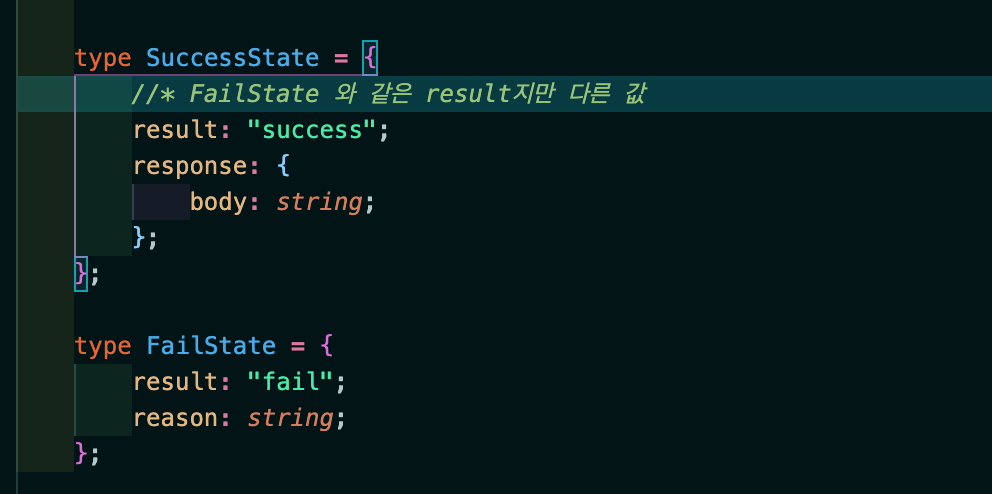 type SuccessState = {
//* FailState 와 같은 result지만 다른 값
result: "success";
response: {
body: string;
};
};
type FailState = {
result: "fail";
reason: string;
};